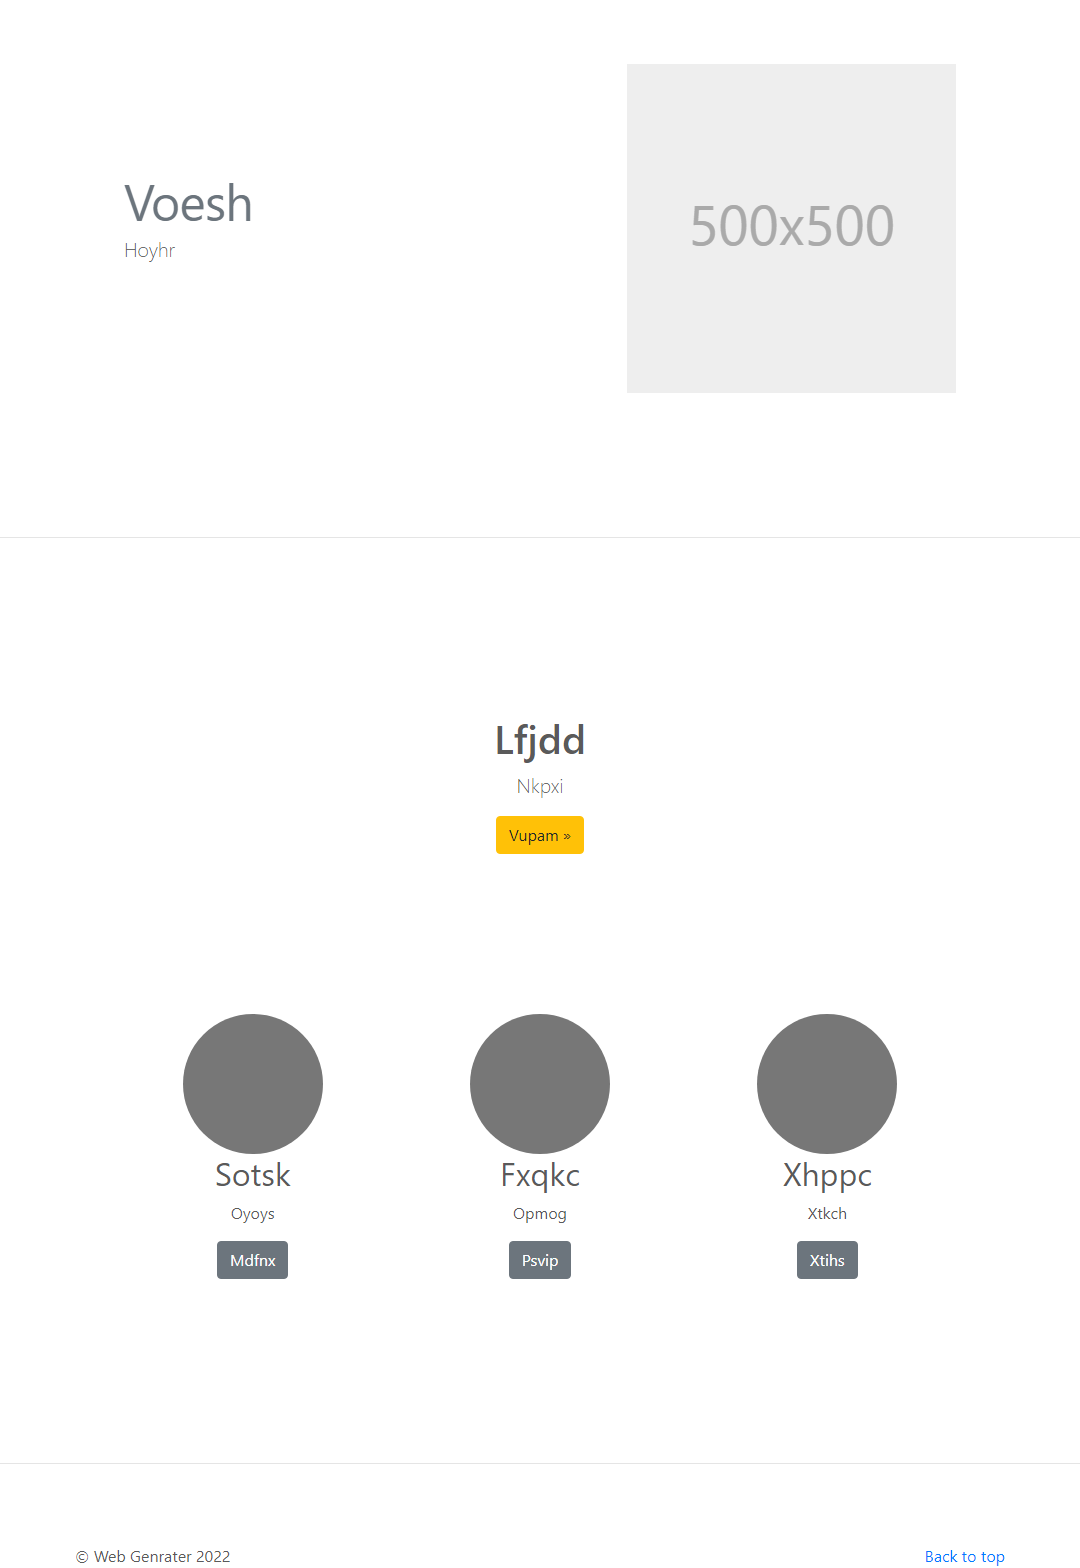 Voesh
Hoyhr
500x500
Lfjdd
Nkpxi
Vupam »
Sotsk
Oyoys
Mdfnx
Fxqkc
Opmog
Psvip
Xhppc
Xtkch
Xtihs
© Web Genrater 2022
Back to top